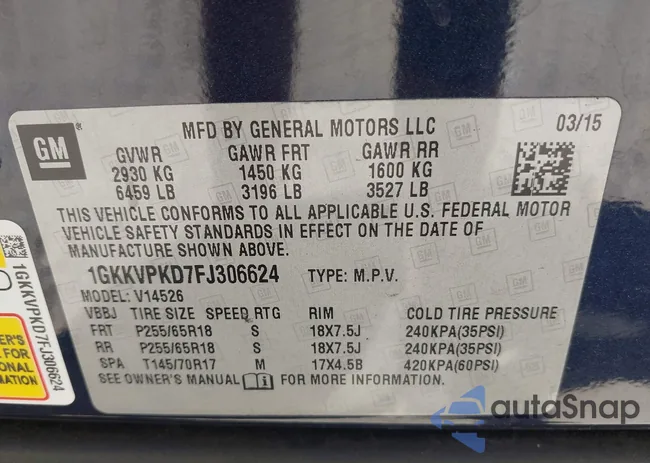 GM
MFD BY GENERAL MOTORS LLC 03/15
GVWR GAWR FRT GAWR RR
2930 KG 1450 KG 1600 KG
6459 LB 3196 LB 3527 LB
THIS VEHICLE CONFORMS TO ALL APPLICABLE U.S. FEDERAL MOTOR
VEHICLE SAFETY STANDARDS IN EFFECT ON THE DATE OF
MANUFACTURE SHOWN ABOVE.
1GKKVPKD7FJ306624 TYPE: M.P.V.
MODEL: V14526
VBBJ TIRE SIZE SPEED RTG RIM COLD TIRE PRESSURE
FRT P255/65R18 S 18X7.5J 240KPA(35PSI)
RR P255/65R18 S 18X7.5J 240KPA(35PSI)
SPA T145/70R17 M 17X4.5B 420KPA(60PSI)
SEE OWNER'S MANUAL i FOR MORE INFORMATION.
1GKKVPKD7FJ306624
FOR
autoSnap